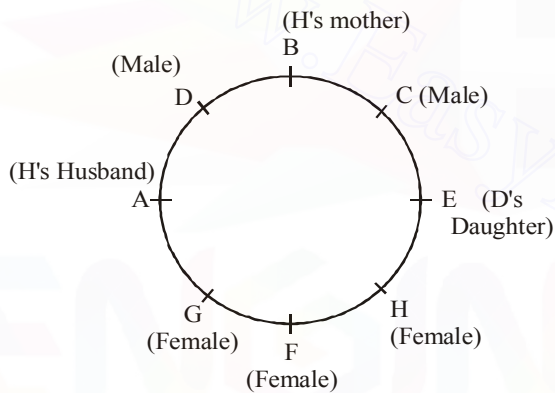 (H's mother)
B
(Male)
D
C (Male)
(H's Husband)
A
E (D's
Daughter)
G
(Female)
H
(Female)
F
(Female)